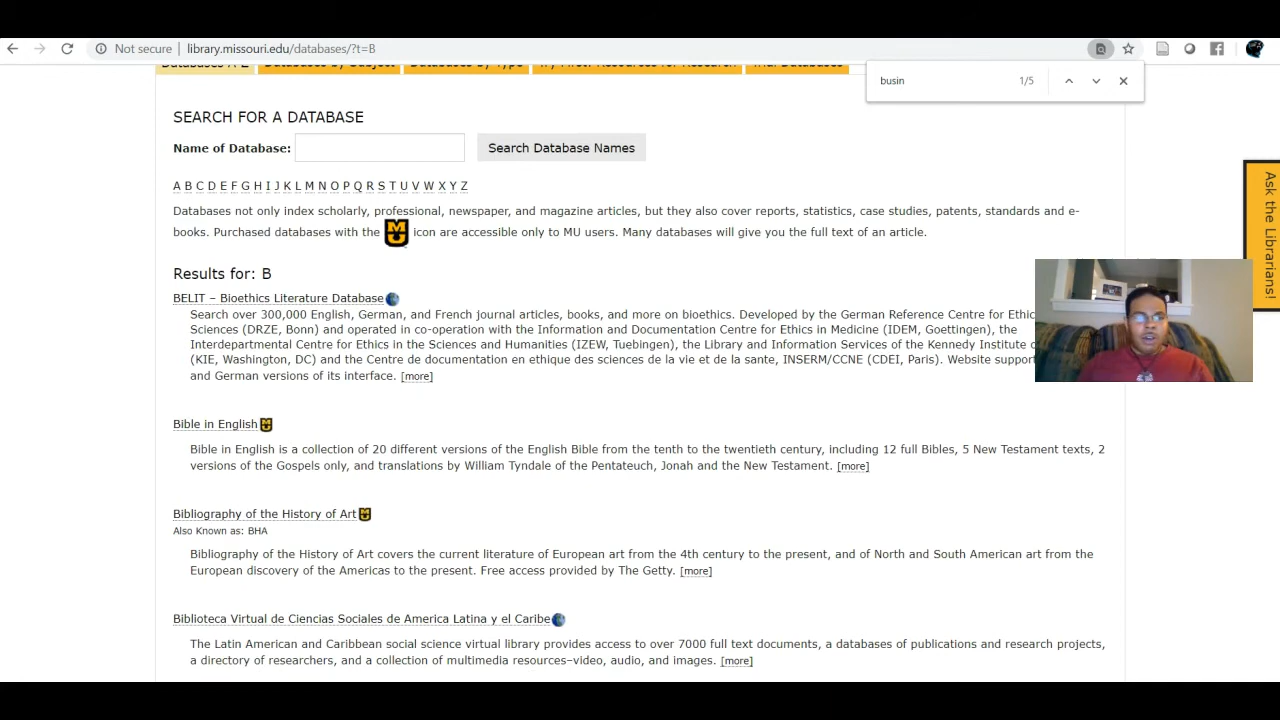 Not secure | library.missouri.edu/databases/?t=B
busin 1/5
Databases A-Z Databases by Subject Databases by Type Try First: Resources for Research Trial Databases
SEARCH FOR A DATABASE
Name of Database: Search Database Names
A B C D E F G H I J K L M N O P Q R S T U V W X Y Z
Databases not only index scholarly, professional, newspaper, and magazine articles, but they also cover reports, statistics, case studies, patents, standards and e-
books. Purchased databases with the MU icon are accessible only to MU users. Many databases will give you the full text of an article.
Ask the Librarians!
Results for: B
BELIT – Bioethics Literature Database
Search over 300,000 English, German, and French journal articles, books, and more on bioethics. Developed by the German Reference Centre for Ethic
Sciences (DRZE, Bonn) and operated in co-operation with the Information and Documentation Centre for Ethics in Medicine (IDEM, Goettingen), the
Interdepartmental Centre for Ethics in the Sciences and Humanities (IZEW, Tuebingen), the Library and Information Services of the Kennedy Institute
(KIE, Washington, DC) and the Centre de documentation en ethique des sciences de la vie et de la sante, INSERM/CCNE (CDEI, Paris). Website support
and German versions of its interface. [more]
Bible in English
Bible in English is a collection of 20 different versions of the English Bible from the tenth to the twentieth century, including 12 full Bibles, 5 New Testament texts, 2
versions of the Gospels only, and translations by William Tyndale of the Pentateuch, Jonah and the New Testament. [more]
Bibliography of the History of Art
Also Known as: BHA
Bibliography of the History of Art covers the current literature of European art from the 4th century to the present, and of North and South American art from the
European discovery of the Americas to the present. Free access provided by The Getty. [more]
Biblioteca Virtual de Ciencias Sociales de America Latina y el Caribe
The Latin American and Caribbean social science virtual library provides access to over 7000 full text documents, a databases of publications and research projects,
a directory of researchers, and a collection of multimedia resources–video, audio, and images. [more]